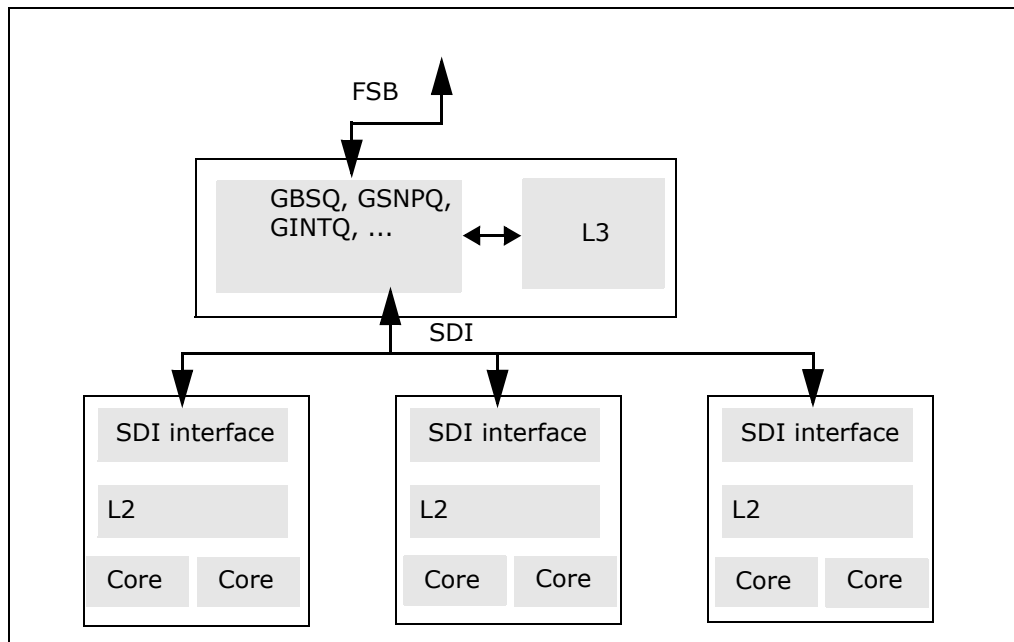 FSB
GBSQ, GSNPQ,
GINTQ, ...
L3
SDI
SDI interface
L2
Core Core
SDI interface
L2
Core Core
SDI interface
L2
Core Core